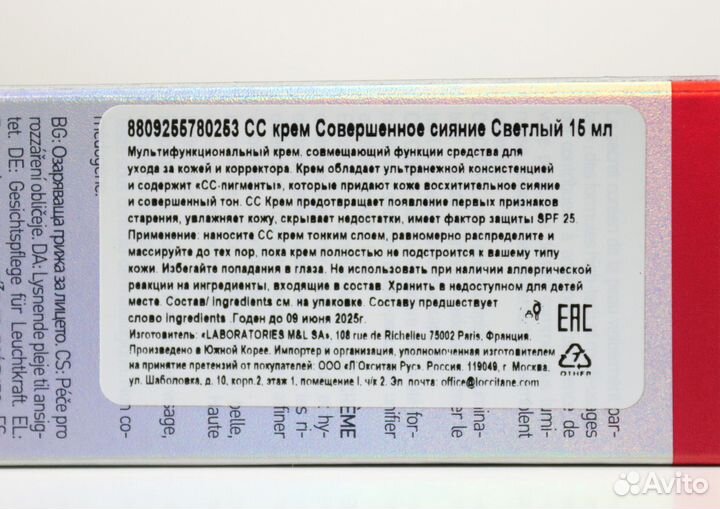 8809255780253 СС крем Совершенное сияние Светлый 15 мл
Мультифункциональный крем, совмещающий функции средства для
ухода за кожей и корректора. Крем обладает ультранежной консистенцией
и содержит «СС-пигменты», которые придают коже восхитительное сияние
и совершенный тон. СС Крем предотвращает появление первых признаков
старения, увлажняет кожу, скрывает недостатки, имеет фактор защиты SPF 25.
Применение: наносите СС крем тонким слоем, равномерно распределите и
массируйте до тех пор, пока крем полностью не подстроится к вашему типу
кожи. Избегайте попадания в глаза. Не использовать при наличии аллергической
реакции на ингредиенты, входящие в состав. Хранить в недоступном для детей
месте. Состав/ ingredients см. на упаковке. Составу предшествует
слово ingredients .Годен до 09 июня 2025г.
Изготовитель: «LABORATORIES M&L SA», 108 rue de Richelieu 75002 Paris, Франция.
Произведено в Южной Корее. Импортер и организация, уполномоченная изготовителем
на принятие претензий от покупателей: ООО «Л'Окситан Рус», Россия, 119049, г. Москва,
ул. Шаболовка, д. 10, корп.2, этаж 1, помещение I, ч/к 2. Эл. почта: office@loccitane.com
EAC
7
OTHER
BG: Озаряваща грижа за лицето. CS: Péče pro
rozzáření obličeje. DA: Lysnende pleje til ansig-
tet. DE: Gesichtspflege für Leuchtkraft. EL:
Avito